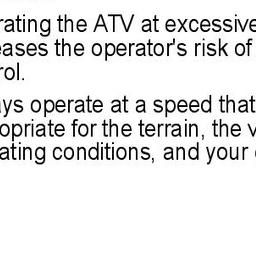 rating the ATV at excessive
eases the operator's risk of
rol.
ys operate at a speed that
opriate for the terrain, the v
ating conditions, and your